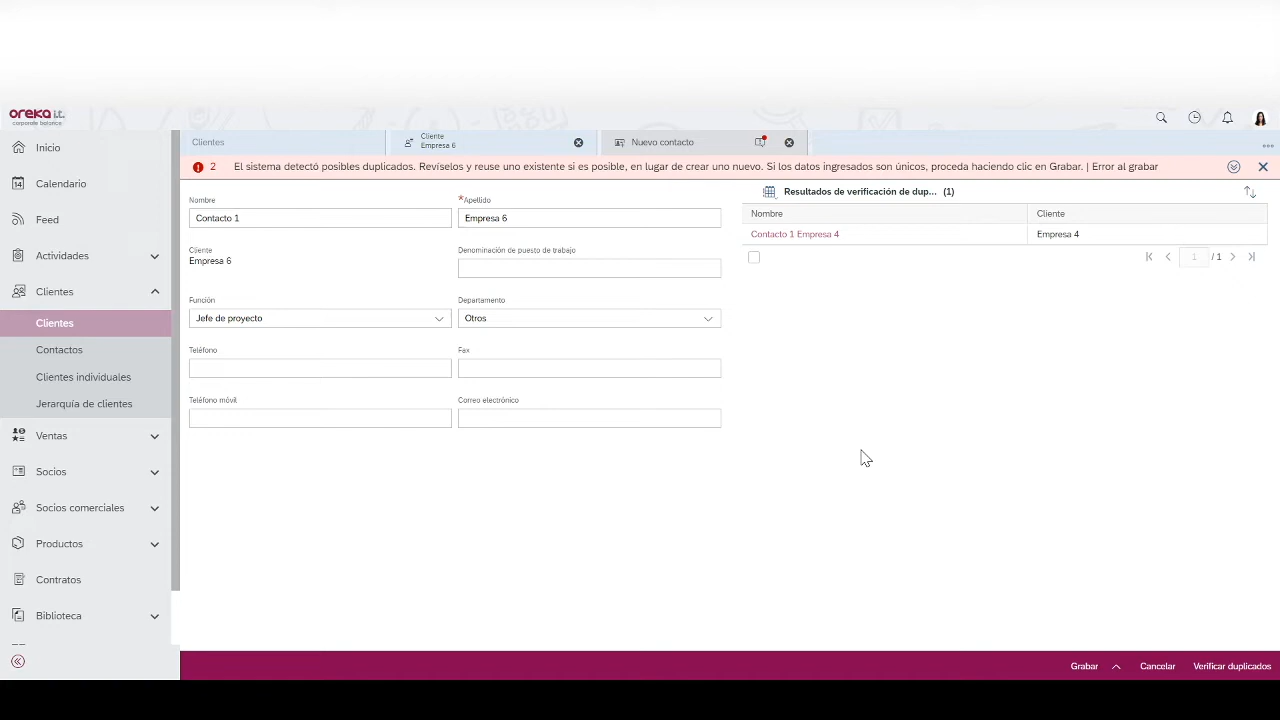 oreka i.t.
corporate balance
Inicio
14
Calendario
Feed
Actividades
Clientes
Clientes
Contactos
Clientes individuales
Jerarquía de clientes
Ventas
Socios
Socios comerciales
Productos
Contratos
Biblioteca
Clientes
Cliente
Empresa 6
Nuevo contacto
2 El sistema detectó posibles duplicados. Revíselos y reuse uno existente si es posible, en lugar de crear uno nuevo. Si los datos ingresados son únicos, proceda haciendo clic en Grabar. | Error al grabar
Nombre
Contacto 1
*Apellido
Empresa 6
Cliente
Empresa 6
Denominación de puesto de trabajo
Función
Jefe de proyecto
Departamento
Otros
Teléfono
Fax
Teléfono móvil
Correo electrónico
Resultados de verificación de dup... (1)
Nombre Cliente
Contacto 1 Empresa 4 Empresa 4
1 / 1
Grabar Cancelar Verificar duplicados